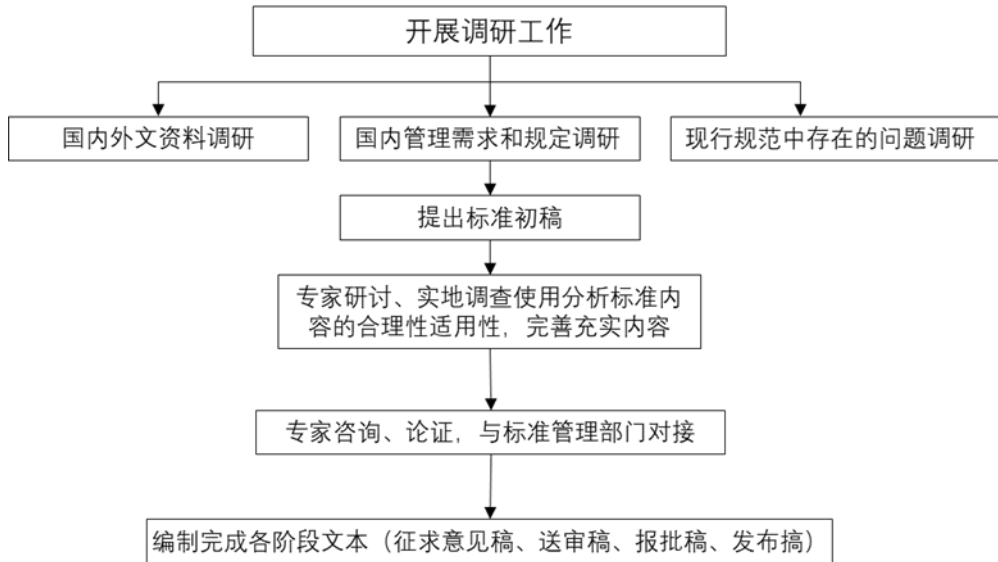 开展调研工作
国内外文资料调研
国内管理需求和规定调研
现行规范中存在的问题调研
提出标准初稿
专家研讨、实地调查使用分析标准内
容的合理性适用性，完善充实内容
专家咨询、论证，与标准管理部门对接
编制完成各阶段文本（征求意见稿、送审稿、报批稿、发布搞）